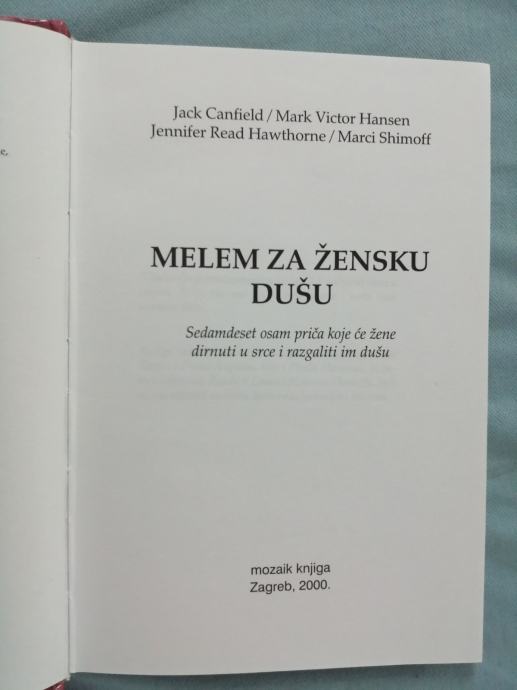 e,
Jack Canfield / Mark Victor Hansen
Jennifer Read Hawthorne / Marci Shimoff
MELEM ZA ŽENSKU
DUŠU
Sedamdeset osam priča koje će žene
dirnuti u srce i razgaliti im dušu
mozaik knjiga
Zagreb, 2000.